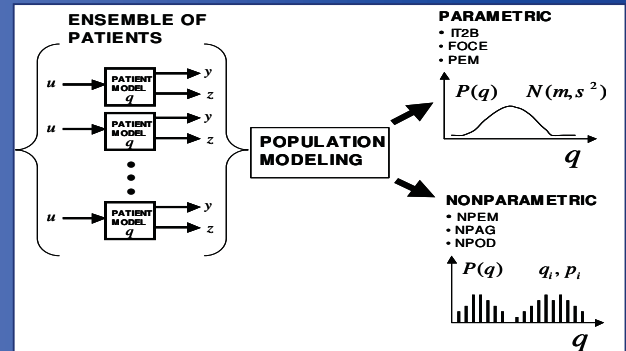 ENSEMBLE OF
PATIENTS
u
PATIENT
MODEL
q
y
z
u
PATIENT
MODEL
q
y
z
u
PATIENT
MODEL
q
y
z
POPULATION
MODELING
PARAMETRIC
• IT2B
• FOCE
• PEM
P(q) N(m,s²)
q
NONPARAMETRIC
• NPEM
• NPAG
• NPOD
P(q) qᵢ, pᵢ
q